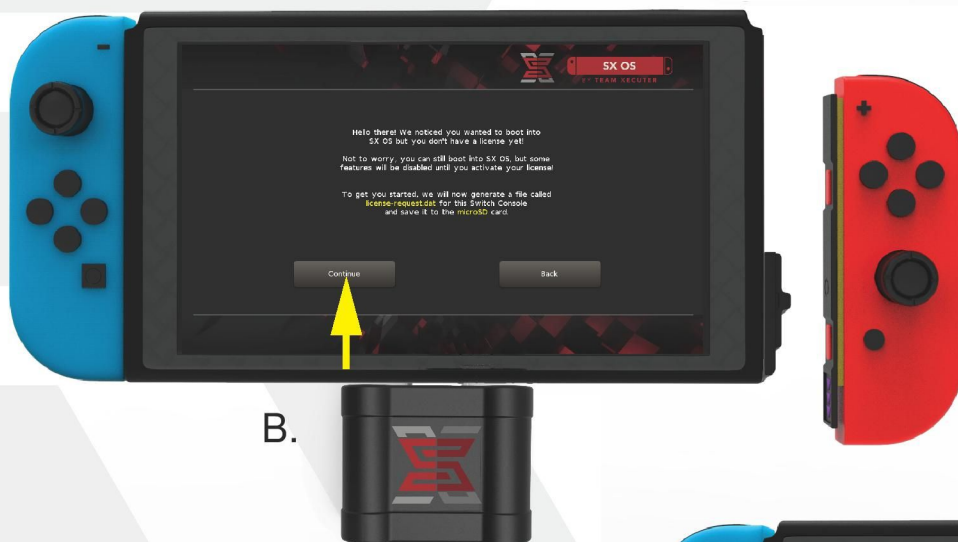 SX OS
BY TEAM XECUTER
Hello there! We noticed you wanted to boot into
SX OS but you don't have a license yet!
Not to worry, you can still boot into SX OS, but some
features will be disabled until you activate your license!
To get you started, we will now generate a file called
license-request.dat for this Switch Console
and save it to the microSD card.
Continue
Back
B.